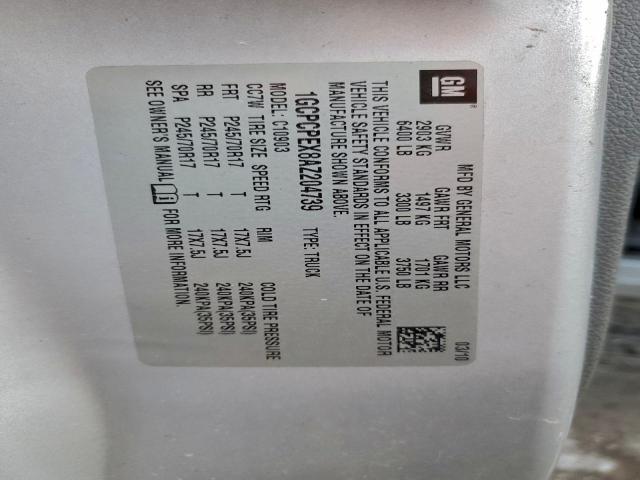 GM
®
MFD BY GENERAL MOTORS LLC 03/10
GVWR GAWR FRT GAWR RR
2903 KG 1497 KG 1701 KG
6400 LB 3300 LB 3750 LB
THIS VEHICLE CONFORMS TO ALL APPLICABLE U.S. FEDERAL MOTOR
VEHICLE SAFETY STANDARDS IN EFFECT ON THE DATE OF
MANUFACTURE SHOWN ABOVE.
1GCPCPEX8AZ204739 TYPE: TRUCK
MODEL: C10903
CC7W TIRE SIZE SPEED RTG RIM COLD TIRE PRESSURE
FRT P245/70R17 T 17X7.5J 240KPA(35PSI)
RR P245/70R17 T 17X7.5J 240KPA(35PSI)
SPA P245/70R17 T 17X7.5J 240KPA(35PSI)
SEE OWNER'S MANUAL FOR MORE INFORMATION.